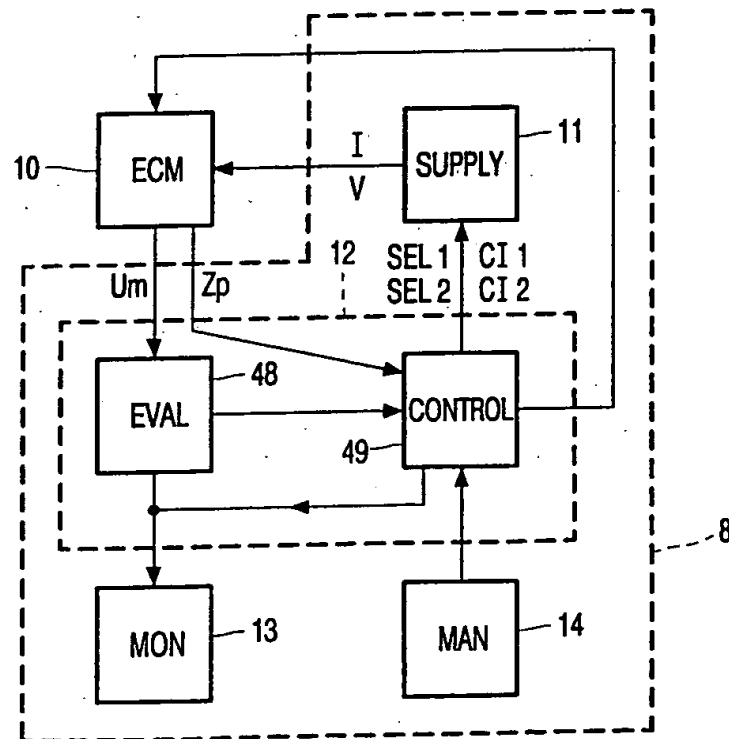 10
ECM
I
V
SUPPLY
11
Um
Zp
12
SEL 1
CI 1
SEL 2
CI 2
EVAL
48
CONTROL
49
8
MON
13
MAN
14